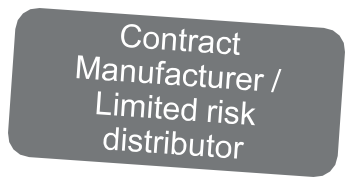 Contract
Manufacturer /
Limited risk
distributor